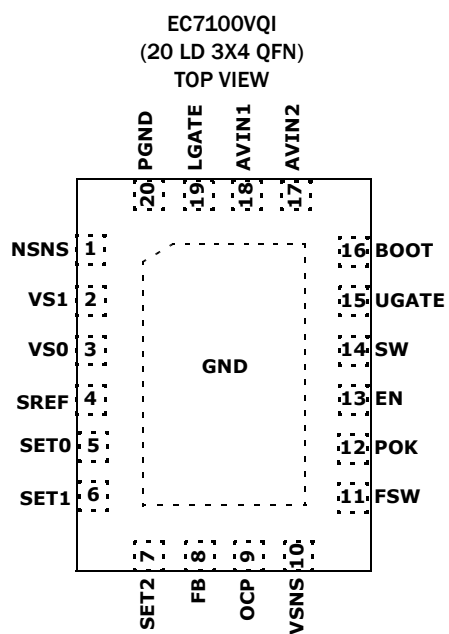 EC7100VQI
(20 LD 3X4 QFN)
TOP VIEW
PGND
LGATE
AVIN1
AVIN2
20
19
18
17
NSNS 1
VS1 2
VS0 3
SREF 4
SET0 5
SET1 6
GND
16 BOOT
15 UGATE
14 SW
13 EN
12 POK
11 FSW
7
8
9
10
SET2
FB
OCP
VSNS